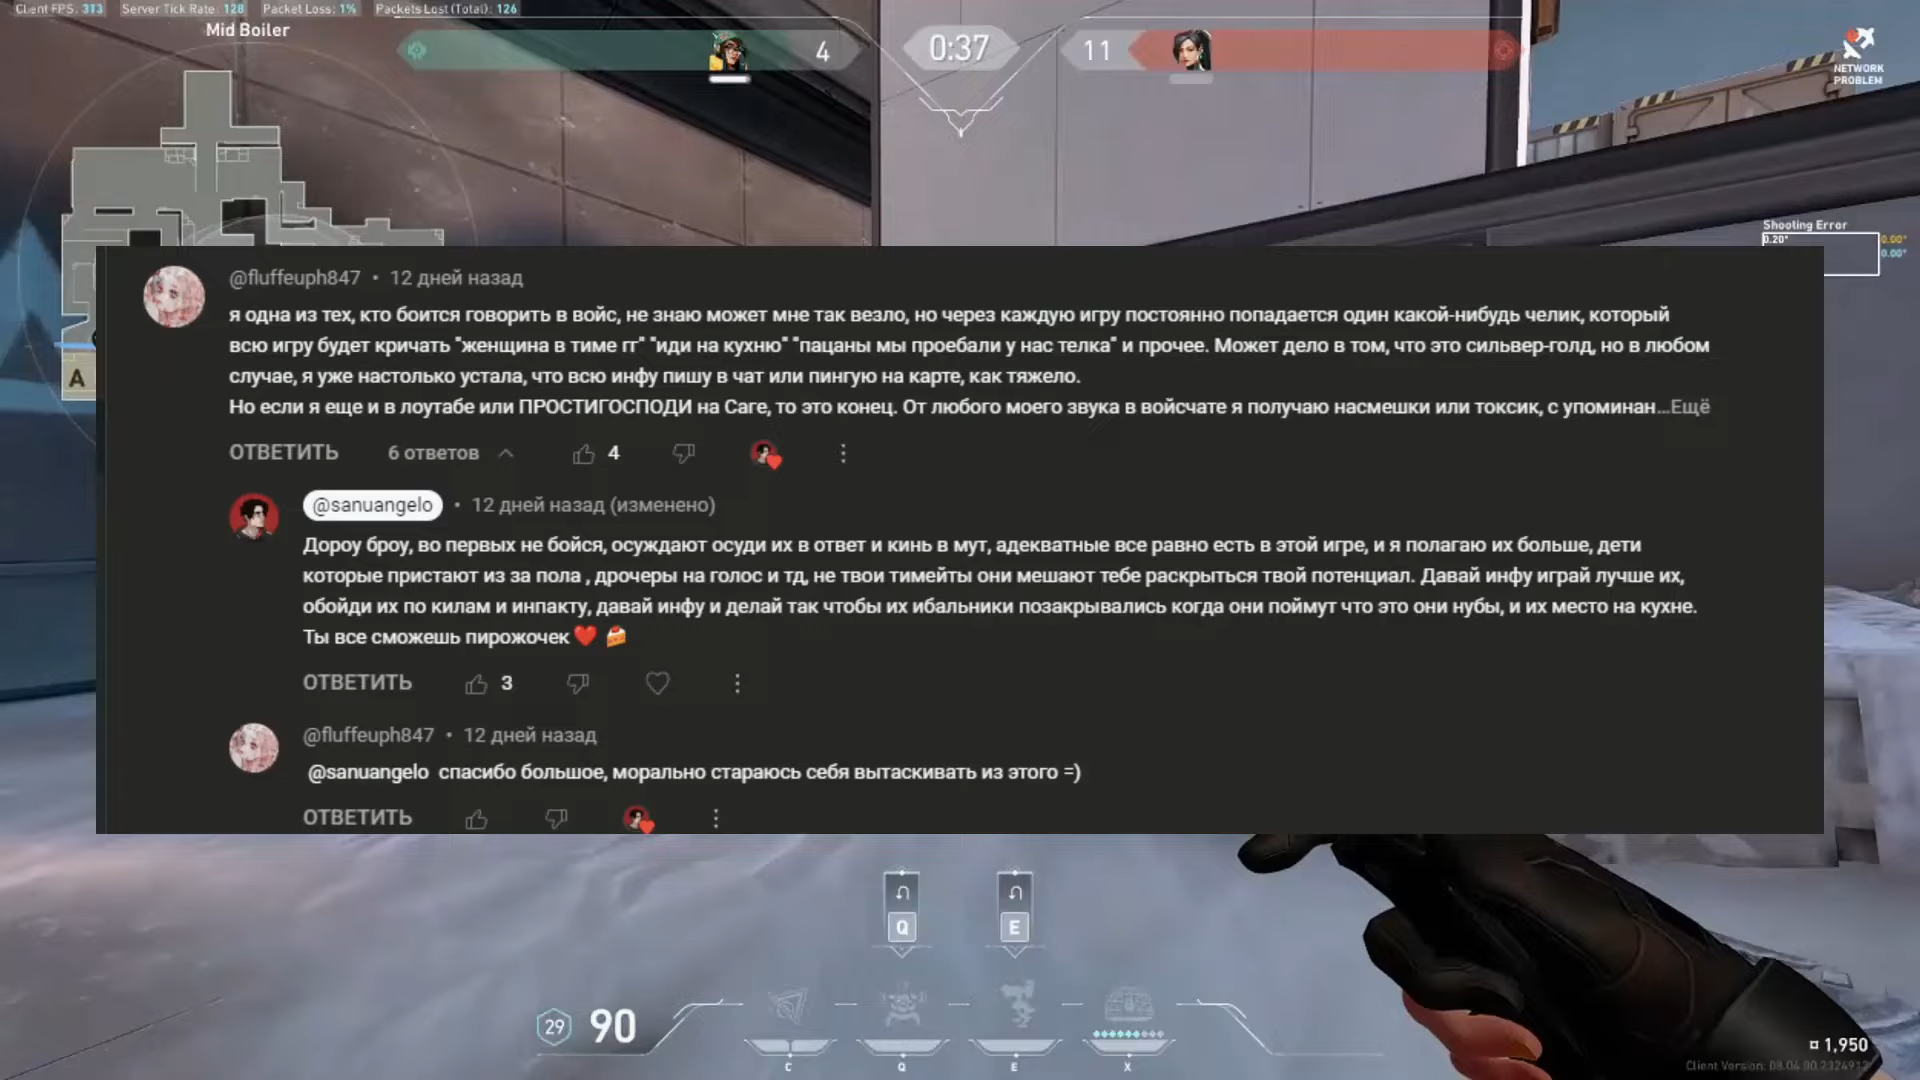 Client FPS: 313 Server Tick Rate: 128 Packet Loss: 1% Packets Lost (Total): 126
Mid Boiler
4
0:37
11
NETWORK
PROBLEM
Shooting Error
0.20°
0.00°
0.00°
A
@fluffeuph847 • 12 дней назад
я одна из тех, кто боится говорить в войс, не знаю может мне так везло, но через каждую игру постоянно попадается один какой-нибудь челик, который
всю игру будет кричать "женщина в тиме гг" "иди на кухню" "пацаны мы проебали у нас телка" и прочее. Может дело в том, что это сильвер-голд, но в любом
случае, я уже настолько устала, что всю инфу пишу в чат или пингую на карте, как тяжело.
Но если я еще и в лоутабе или ПРОСТИГОСПОДИ на Саге, то это конец. От любого моего звука в войсчате я получаю насмешки или токсик, с упоминан...Ещё
ОТВЕТИТЬ 6 ответов 4
@sanuangelo • 12 дней назад (изменено)
Дороу броу, во первых не бойся, осуждают осуди их в ответ и кинь в мут, адекватные все равно есть в этой игре, и я полагаю их больше, дети
которые пристают из за пола , дрочеры на голос и тд, не твои тимейты они мешают тебе раскрыться твой потенциал. Давай инфу играй лучше их,
обойди их по килам и инпакту, давай инфу и делай так чтобы их ибальники позакрывались когда они поймут что это они нубы, и их место на кухне.
Ты все сможешь пирожочек❤️ 🍰
ОТВЕТИТЬ 3
@fluffeuph847 • 12 дней назад
@sanuangelo спасибо большое, морально стараюсь себя вытаскивать из этого =)
ОТВЕТИТЬ
Q E
29 90
C Q E X
¤ 1,950